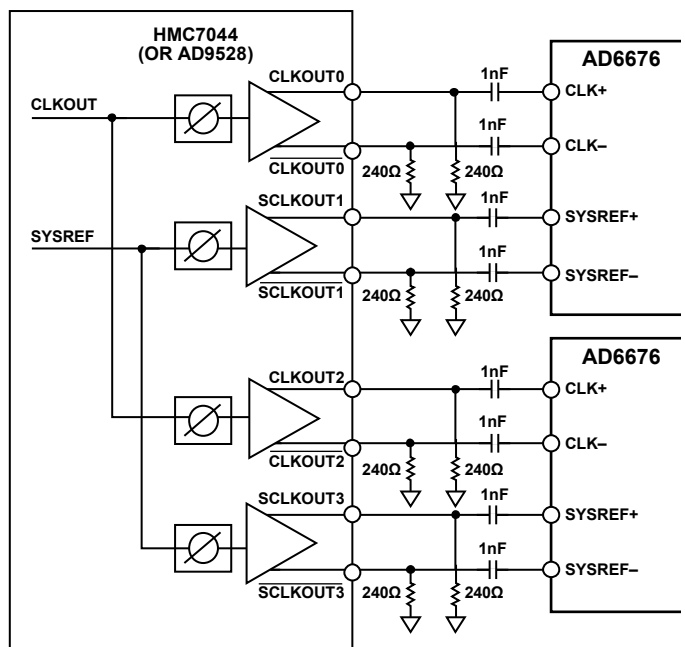 HMC7044
(OR AD9528)
AD6676
CLKOUT
CLKOUT0
1nF
CLK+
1nF
CLK–
CLKOUT0
240Ω
240Ω
SCLKOUT1
1nF
SYSREF+
SYSREF
1nF
SYSREF–
SCLKOUT1
240Ω
240Ω
AD6676
CLKOUT2
1nF
CLK+
1nF
CLK–
CLKOUT2
240Ω
240Ω
SCLKOUT3
1nF
SYSREF+
1nF
SYSREF–
SCLKOUT3
240Ω
240Ω